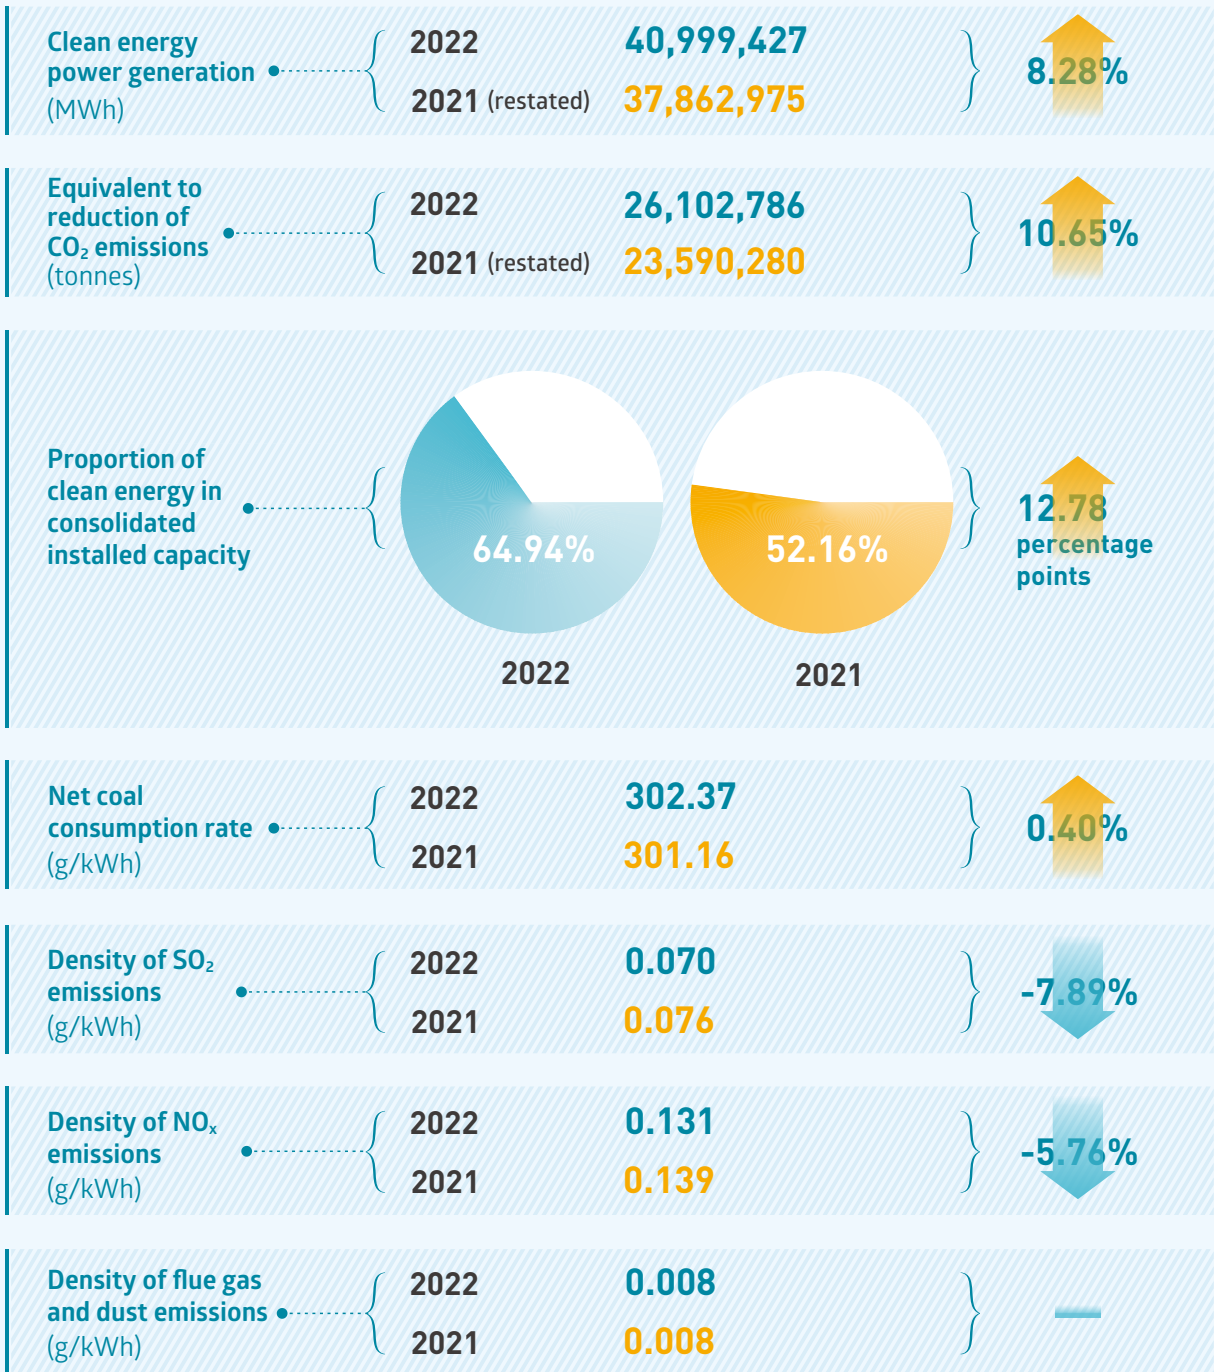 Clean energy
power generation
(MWh)
2022
40,999,427
2021 (restated)
37,862,975
8.28%
Equivalent to
reduction of
CO₂ emissions
(tonnes)
2022
26,102,786
2021 (restated)
23,590,280
10.65%
Proportion of
clean energy in
consolidated
installed capacity
64.94%
2022
52.16%
2021
12.78
percentage
points
Net coal
consumption rate
(g/kWh)
2022
302.37
2021
301.16
0.40%
Density of SO₂
emissions
(g/kWh)
2022
0.070
2021
0.076
-7.89%
Density of NOₓ
emissions
(g/kWh)
2022
0.131
2021
0.139
-5.76%
Density of flue gas
and dust emissions
(g/kWh)
2022
0.008
2021
0.008